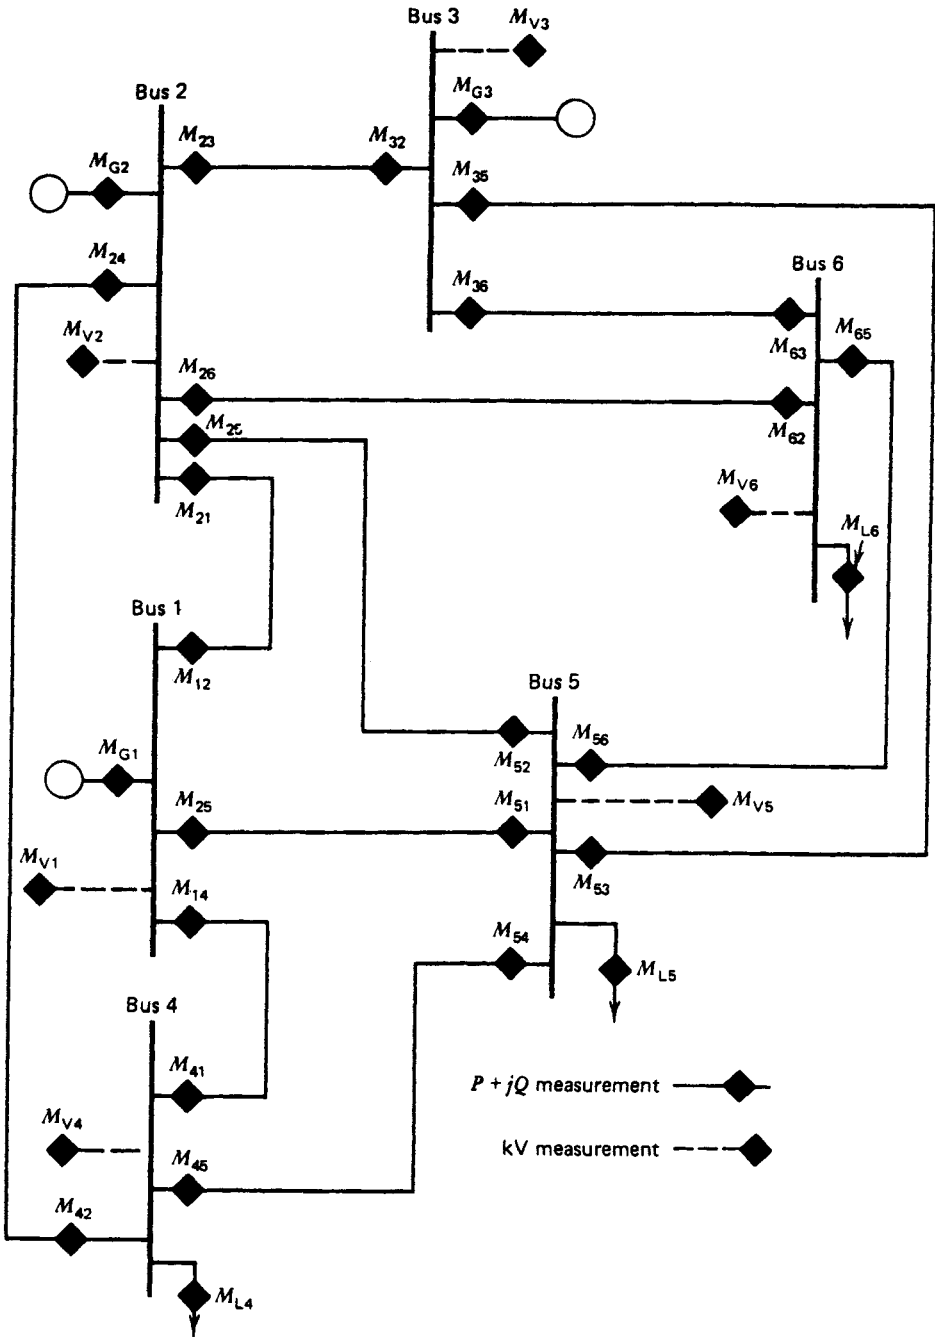 Bus 3
M_V3
Bus 2
M_G3
M_23
M_32
M_G2
M_35
M_24
Bus 6
M_36
M_V2
M_63
M_65
M_26
M_25
M_62
M_V6
M_21
M_L6
Bus 1
M_12
Bus 5
M_G1
M_52
M_56
M_25
M_51
M_V5
M_V1
M_14
M_53
M_54
M_L5
Bus 4
M_41
P + jQ measurement
M_V4
kV measurement
M_45
M_42
M_L4